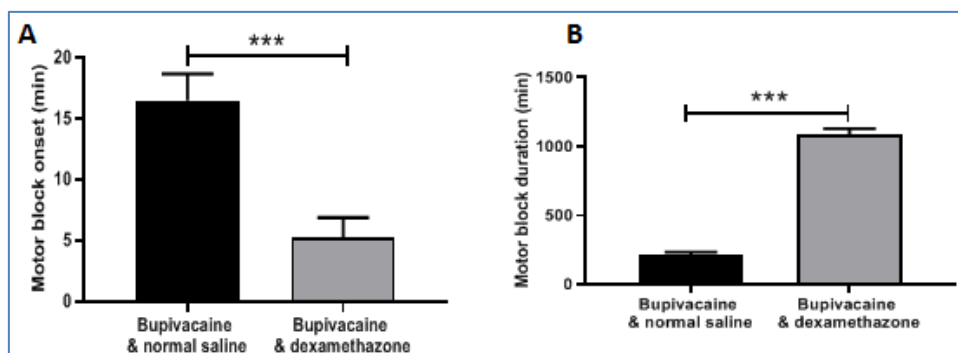 A
***
Motor block onset (min)
20
15
10
5
0
Bupivacaine
& normal saline
Bupivacaine
& dexamethazone
B
***
Motor block duration (min)
1500
1000
500
0
Bupivacaine
& normal saline
Bupivacaine
& dexamethazone